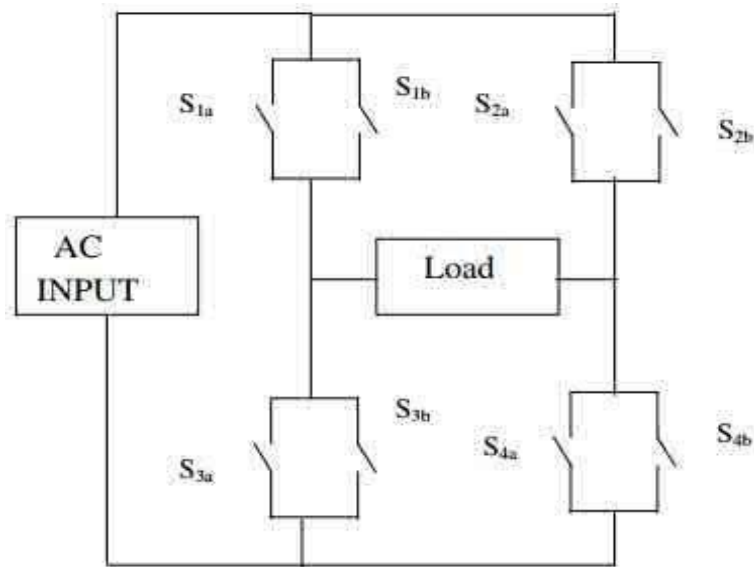 S1a
S1b
S2a
S2b
AC
INPUT
Load
S3a
S3b
S4a
S4b